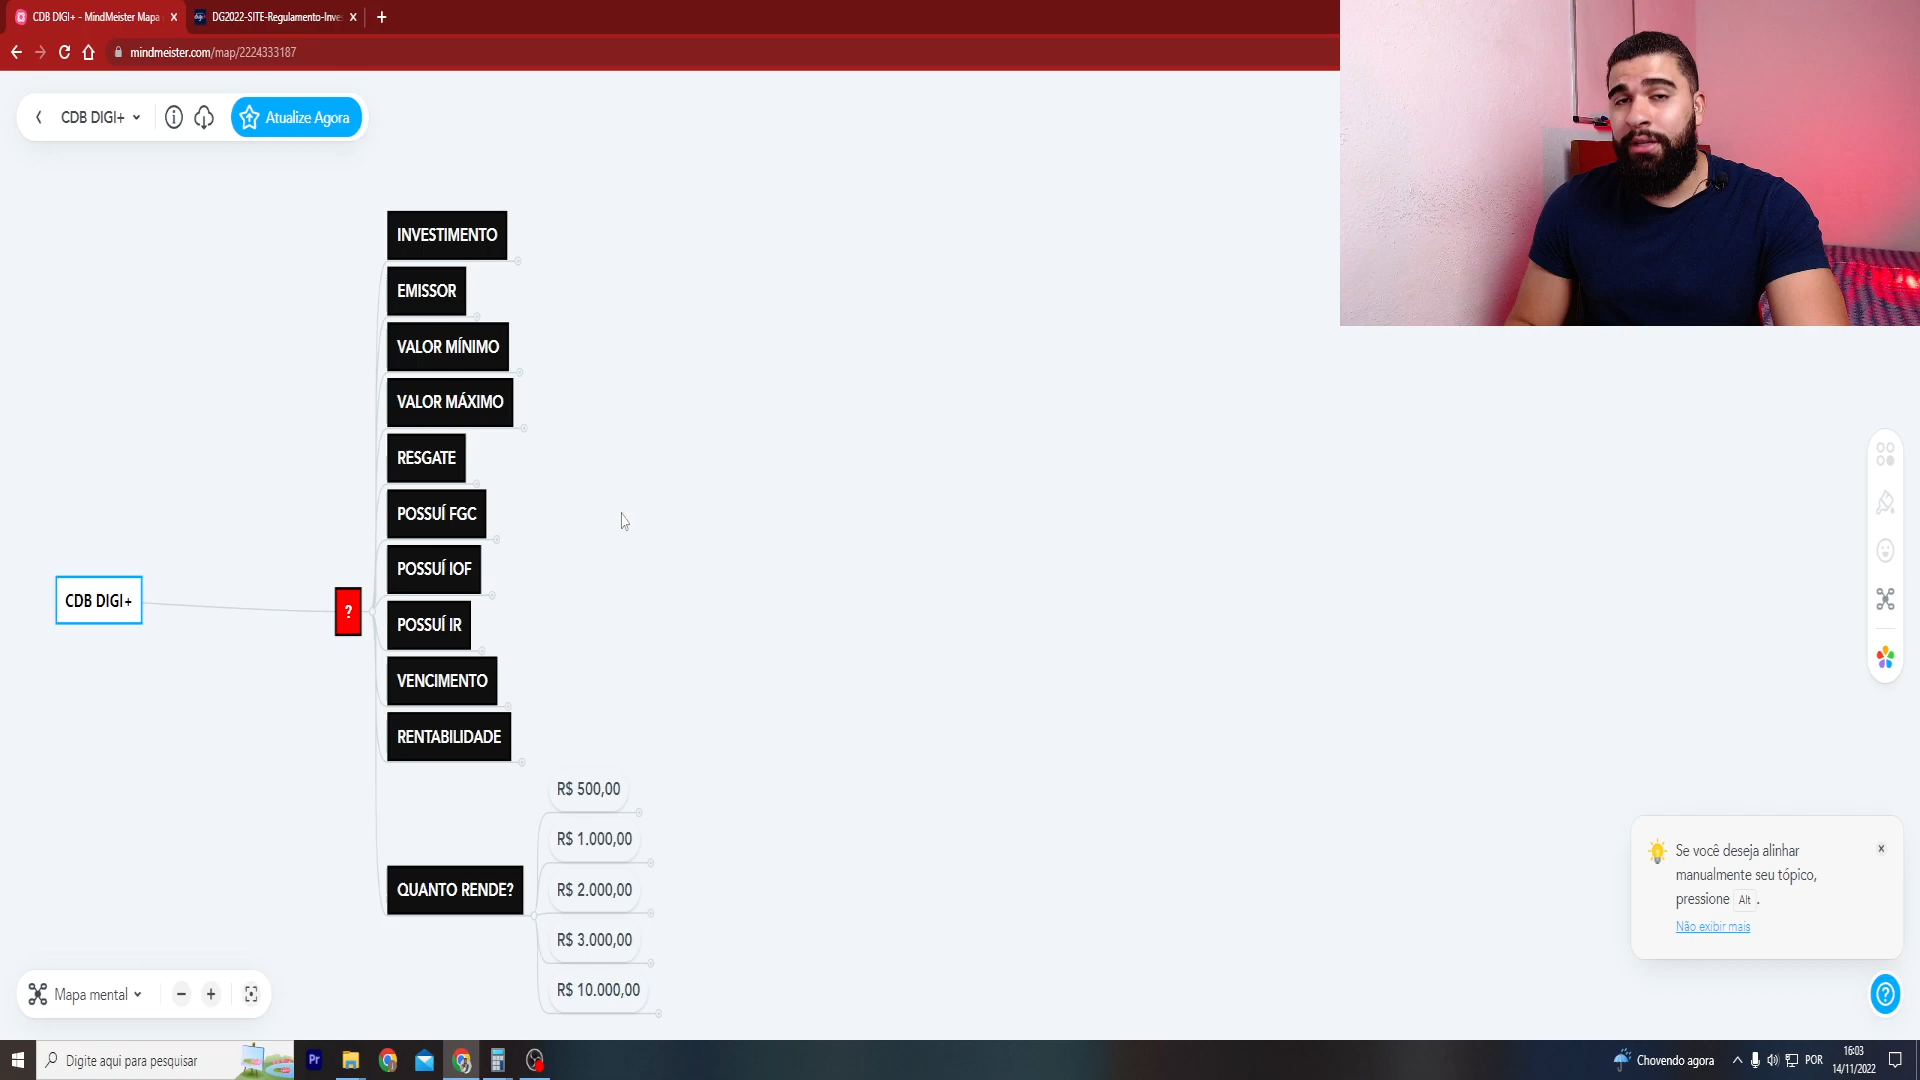 CDB DIGI+ - MindMeister Mapa
DG2022-SITE-Regulamento-Inves
mindmeister.com/map/2224333187
CDB DIGI+
Atualize Agora
INVESTIMENTO
EMISSOR
VALOR MÍNIMO
VALOR MÁXIMO
RESGATE
POSSUÍ FGC
POSSUÍ IOF
POSSUÍ IR
VENCIMENTO
RENTABILIDADE
CDB DIGI+
?
QUANTO RENDE?
R$ 500,00
R$ 1.000,00
R$ 2.000,00
R$ 3.000,00
R$ 10.000,00
Se você deseja alinhar
manualmente seu tópico,
pressione Alt .
Não exibir mais
Mapa mental
Digite aqui para pesquisar
Pr
Chovendo agora
POR
16:03
14/11/2022